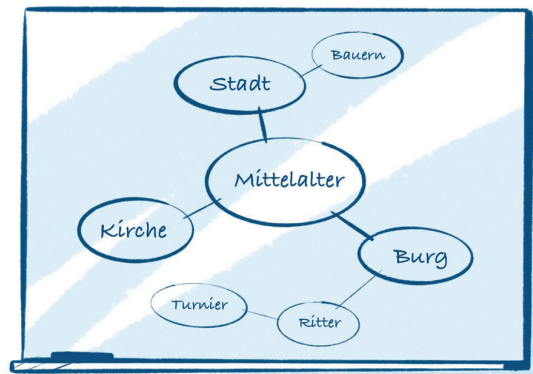 Bauern
Stadt
Mittelalter
Kirche
Burg
Turnier
Ritter